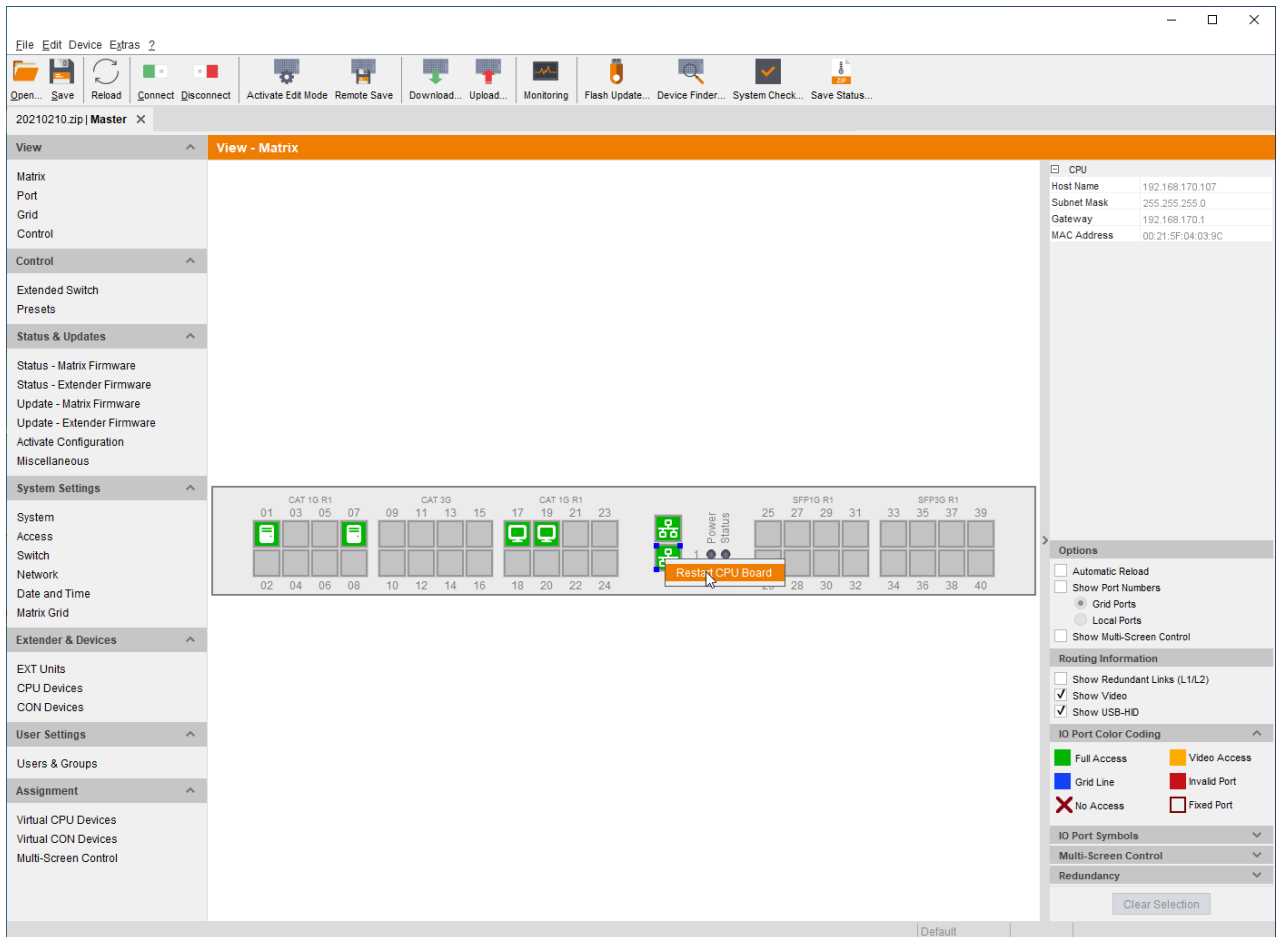 File Edit Device Extras ?
Open... Save Reload Connect Disconnect Activate Edit Mode Remote Save Download... Upload... Monitoring Flash Update... Device Finder... System Check... Save Status...
ZIP
20210210.zip | Master
View
Matrix
Port
Grid
Control
Control
Extended Switch
Presets
Status & Updates
Status - Matrix Firmware
Status - Extender Firmware
Update - Matrix Firmware
Update - Extender Firmware
Activate Configuration
Miscellaneous
System Settings
System
Access
Switch
Network
Date and Time
Matrix Grid
Extender & Devices
EXT Units
CPU Devices
CON Devices
User Settings
Users & Groups
Assignment
Virtual CPU Devices
Virtual CON Devices
Multi-Screen Control
View - Matrix
CAT 1G R1 CAT 3G CAT 1G R1 SFP1G R1 SFP3G R1
01 03 05 07 09 11 13 15 17 19 21 23 25 27 29 31 33 35 37 39
Power
Status
1
Restart CPU Board
02 04 06 08 10 12 14 16 18 20 22 24 28 30 32 34 36 38 40
CPU
Host Name 192.168.170.107
Subnet Mask 255.255.255.0
Gateway 192.168.170.1
MAC Address 00:21:5F:04:03:9C
Options
Automatic Reload
Show Port Numbers
Grid Ports
Local Ports
Show Multi-Screen Control
Routing Information
Show Redundant Links (L1/L2)
Show Video
Show USB-HID
IO Port Color Coding
Full Access Video Access
Grid Line Invalid Port
No Access Fixed Port
IO Port Symbols
Multi-Screen Control
Redundancy
Clear Selection
Default